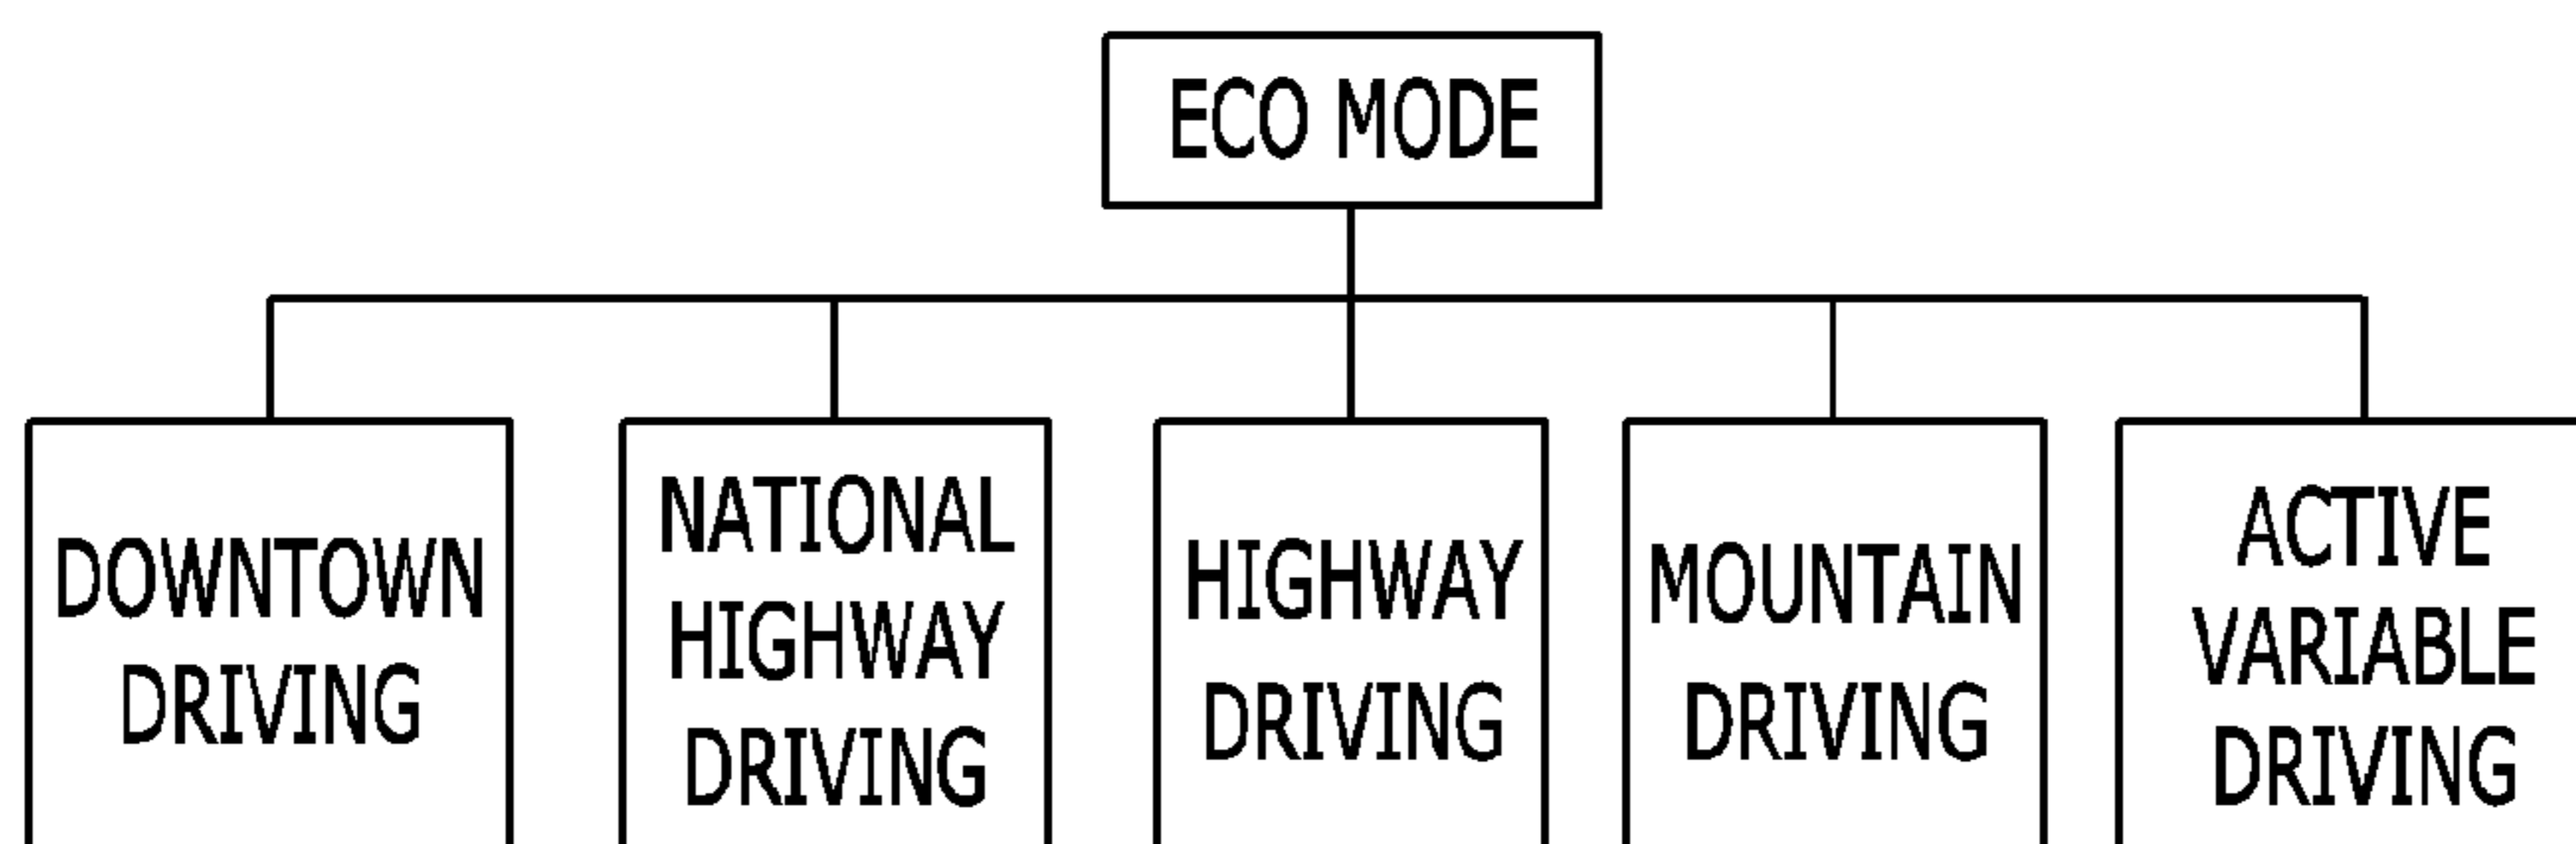 ECO MODE
DOWNTOWN
DRIVING
NATIONAL
HIGHWAY
DRIVING
HIGHWAY
DRIVING
MOUNTAIN
DRIVING
ACTIVE
VARIABLE
DRIVING